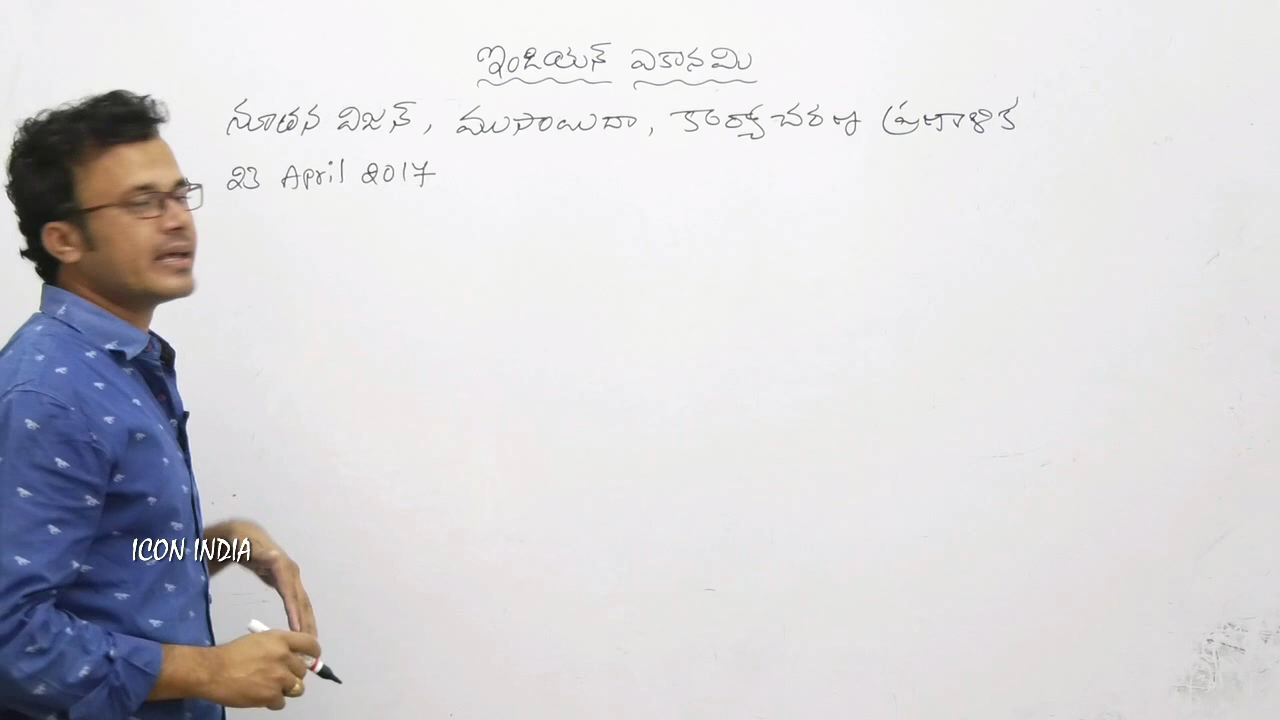 ఇండియన్ ఎకానమి
నూతన విజన్, ముసాయిదా, కార్యాచరణ ప్రణాళిక
23 April 2017
ICON INDIA